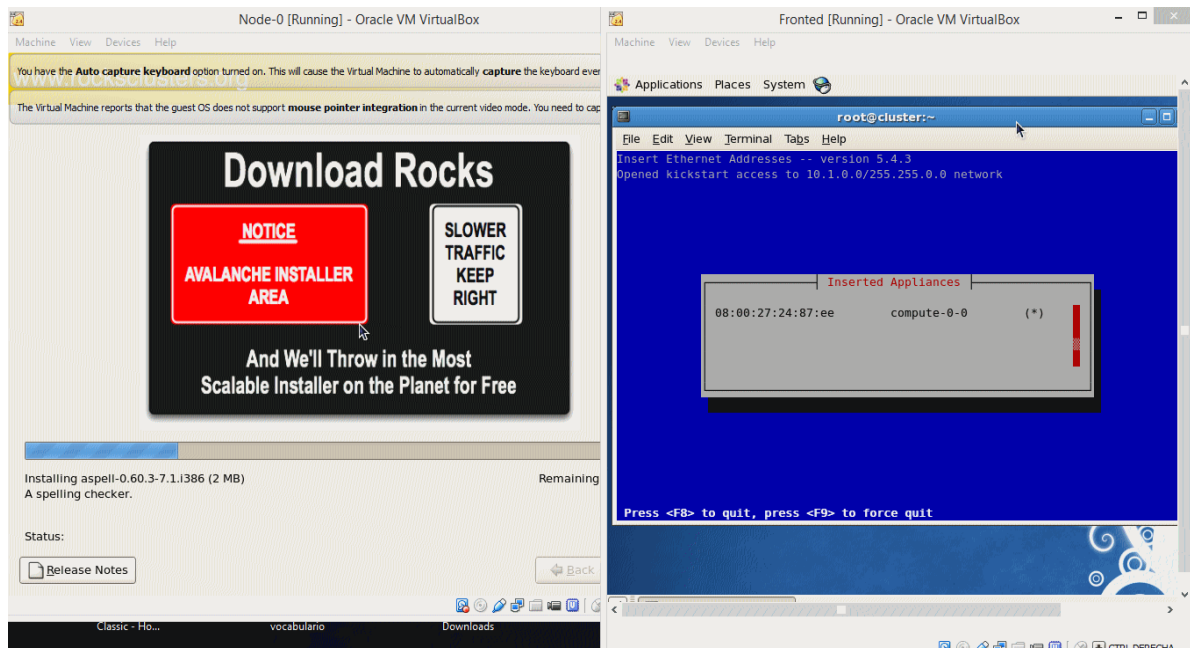 Node-0 [Running] - Oracle VM VirtualBox
Machine View Devices Help
www.rocksclusters.org
You have the Auto capture keyboard option turned on. This will cause the Virtual Machine to automatically capture the keyboard ever
The Virtual Machine reports that the guest OS does not support mouse pointer integration in the current video mode. You need to cap
Download Rocks
NOTICE
AVALANCHE INSTALLER
AREA
SLOWER
TRAFFIC
KEEP
RIGHT
And We'll Throw in the Most
Scalable Installer on the Planet for Free
Installing aspell-0.60.3-7.1.i386 (2 MB)
Remaining
A spelling checker.
Status:
Release Notes
Back
Classic - Ho...
vocabulario
Downloads
Fronted [Running] - Oracle VM VirtualBox
Machine View Devices Help
Applications Places System
root@cluster:~
File Edit View Terminal Tabs Help
Insert Ethernet Addresses -- version 5.4.3
Opened kickstart access to 10.1.0.0/255.255.0.0 network
Inserted Appliances
08:00:27:24:87:ee compute-0-0 (*)
Press <F8> to quit, press <F9> to force quit
CTRL DERECHA